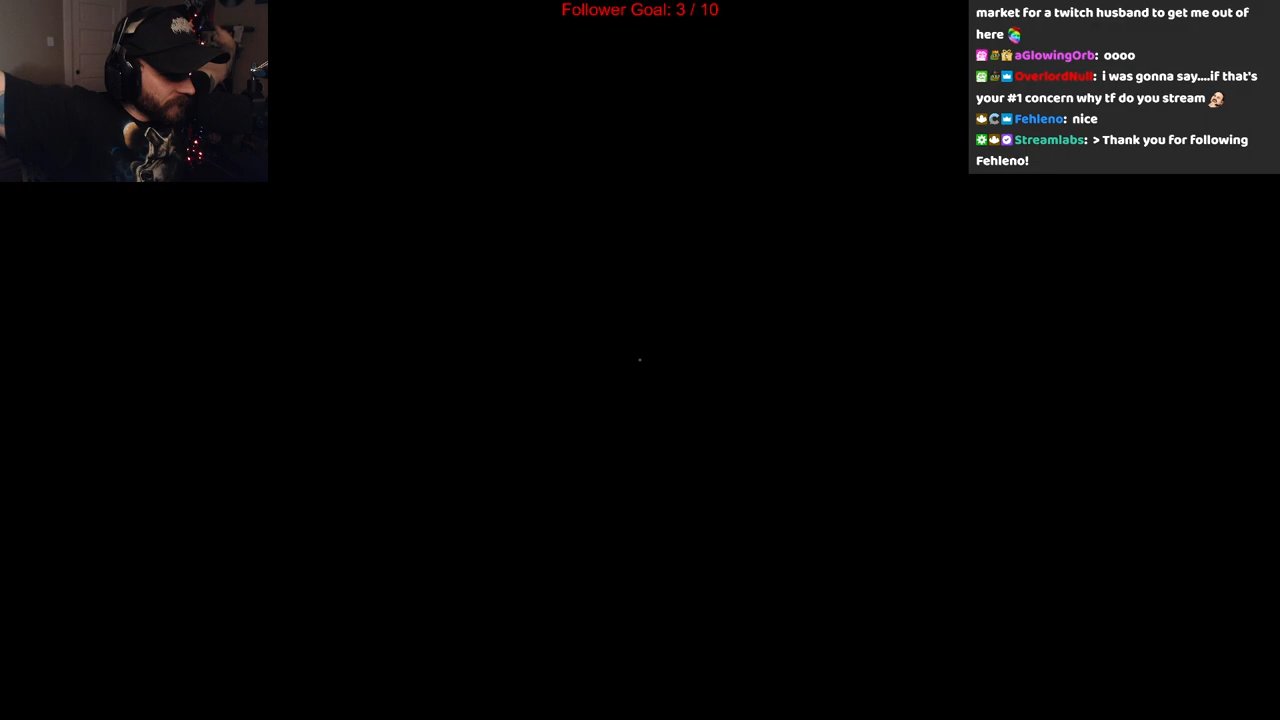 Follower Goal: 3 / 10
market for a twitch husband to get me out of
here
aGlowingOrb: oooo
OverlordNull: i was gonna say....if that's
your #1 concern why tf do you stream
Fehleno: nice
Streamlabs: > Thank you for following
Fehleno!